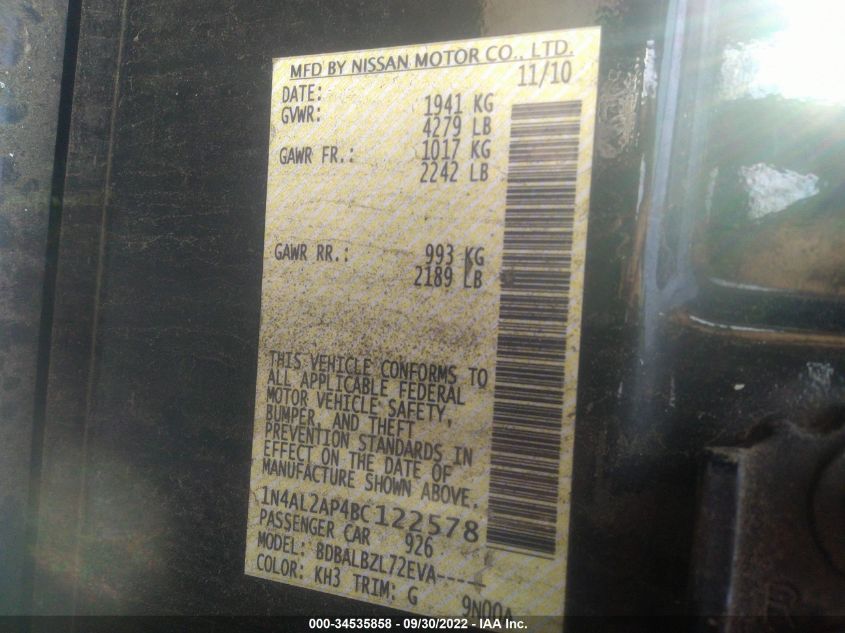 MFD BY NISSAN MOTOR CO., LTD.
DATE: 11/10
GVWR: 1941 KG
4279 LB
GAWR FR.: 1017 KG
2242 LB
GAWR RR.: 993 KG
2189 LB
THIS VEHICLE CONFORMS TO
ALL APPLICABLE FEDERAL
MOTOR VEHICLE SAFETY,
BUMPER, AND THEFT
PREVENTION STANDARDS IN
EFFECT ON THE DATE OF
MANUFACTURE SHOWN ABOVE.
1N4AL2AP4BC122578
PASSENGER CAR 926
MODEL: BDBALBZL72EVA----
COLOR: KH3 TRIM: G 9N00A
000-34535858 - 09/30/2022 - IAA Inc.